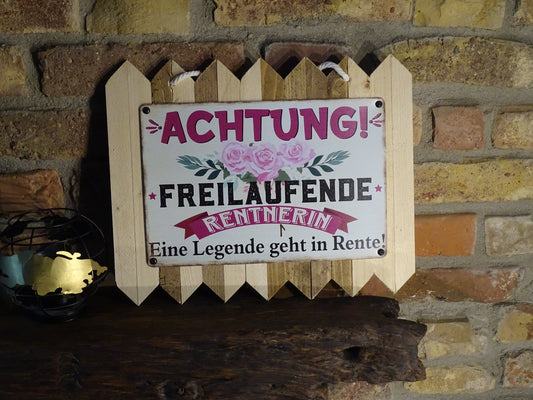 ACHTUNG!
FREILAUFENDE
RENTNERIN
Eine Legende geht in Rente!